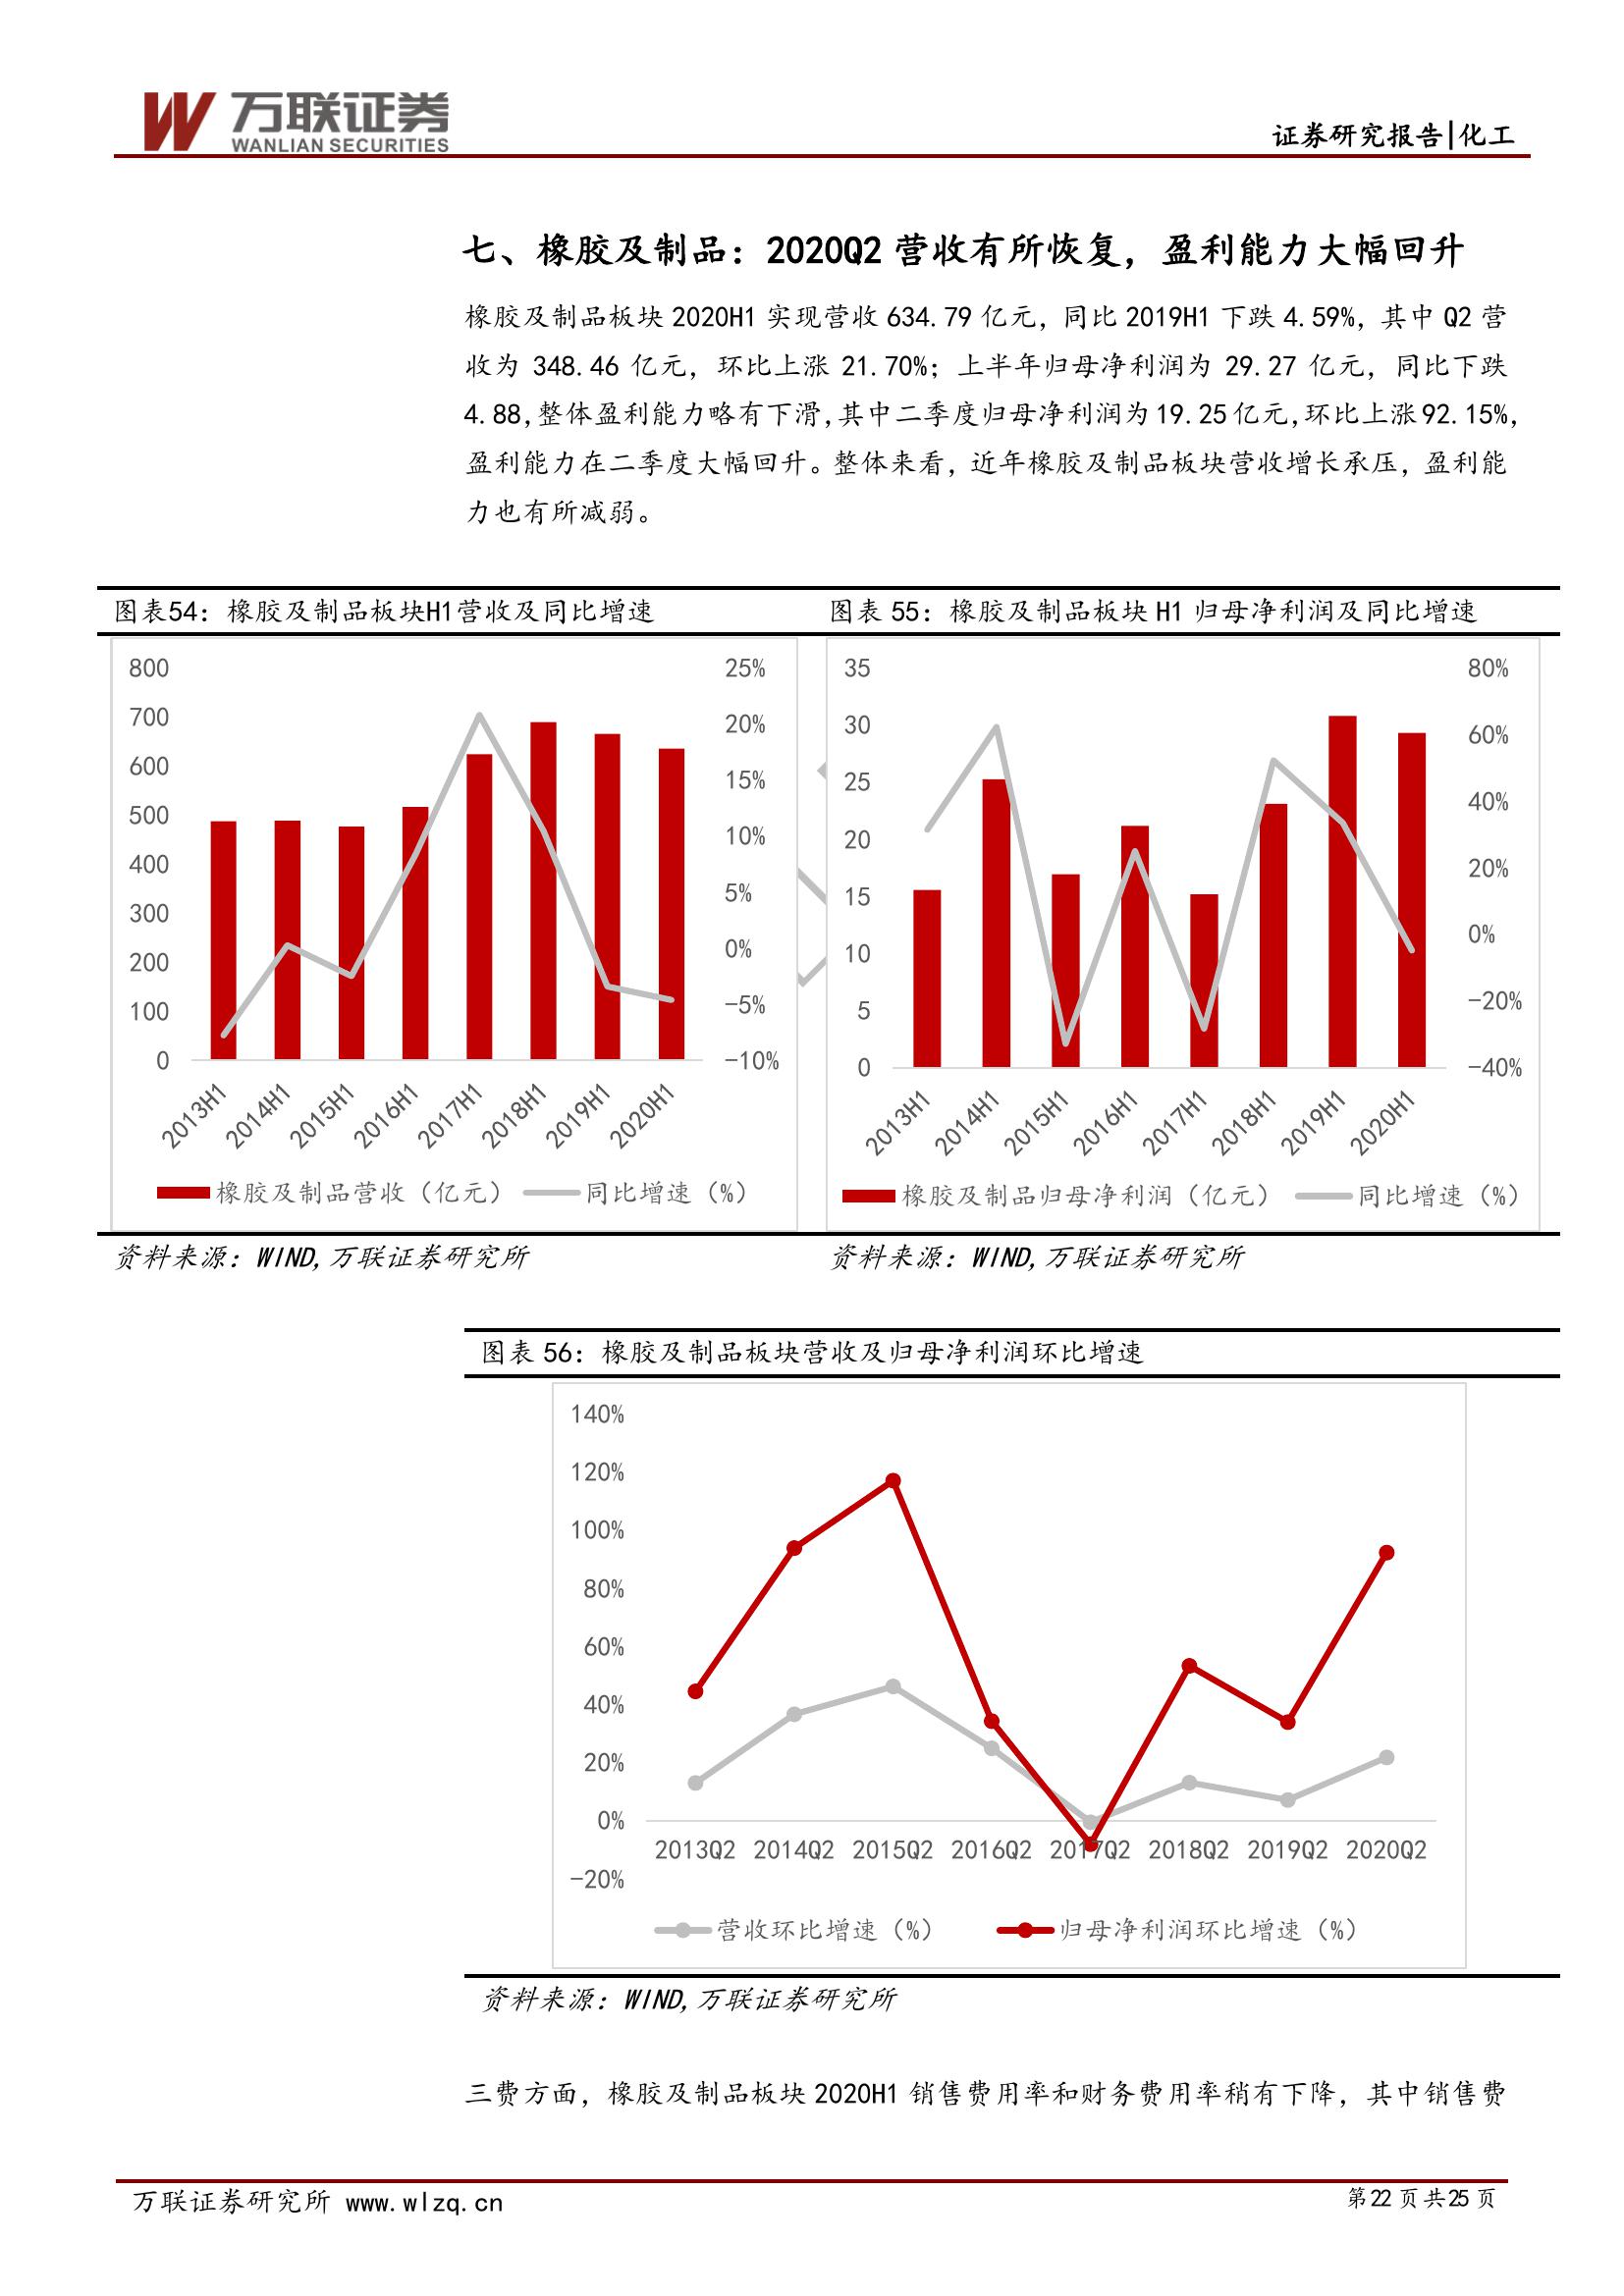 万联证券
WANLIAN SECURITIES
证券研究报告|化工
七、橡胶及制品：2020Q2 营收有所恢复，盈利能力大幅回升
橡胶及制品板块 2020H1 实现营收 634.79 亿元，同比 2019H1 下跌 4.59%，其中 Q2 营
收为 348.46 亿元，环比上涨 21.70%；上半年归母净利润为 29.27 亿元，同比下跌
4.88,整体盈利能力略有下滑,其中二季度归母净利润为19.25亿元,环比上涨92.15%,
盈利能力在二季度大幅回升。整体来看，近年橡胶及制品板块营收增长承压，盈利能
力也有所减弱。
图表54：橡胶及制品板块H1营收及同比增速
800
700
600
500
400
300
200
100
0
25%
20%
15%
10%
5%
0%
-5%
-10%
2013H1 2014H1 2015H1 2016H1 2017H1 2018H1 2019H1 2020H1
橡胶及制品营收（亿元） 同比增速（%）
资料来源：WIND,万联证券研究所
图表 55：橡胶及制品板块 H1 归母净利润及同比增速
35
30
25
20
15
10
5
0
80%
60%
40%
20%
0%
-20%
-40%
2013H1 2014H1 2015H1 2016H1 2017H1 2018H1 2019H1 2020H1
橡胶及制品归母净利润（亿元） 同比增速（%）
资料来源：WIND,万联证券研究所
图表 56：橡胶及制品板块营收及归母净利润环比增速
140%
120%
100%
80%
60%
40%
20%
0%
-20%
2013Q2 2014Q2 2015Q2 2016Q2 2017Q2 2018Q2 2019Q2 2020Q2
营收环比增速（%） 归母净利润环比增速（%）
资料来源：WIND,万联证券研究所
三费方面，橡胶及制品板块 2020H1 销售费用率和财务费用率稍有下降，其中销售费
万联证券研究所 www.wlzq.cn
第22 页 共25 页